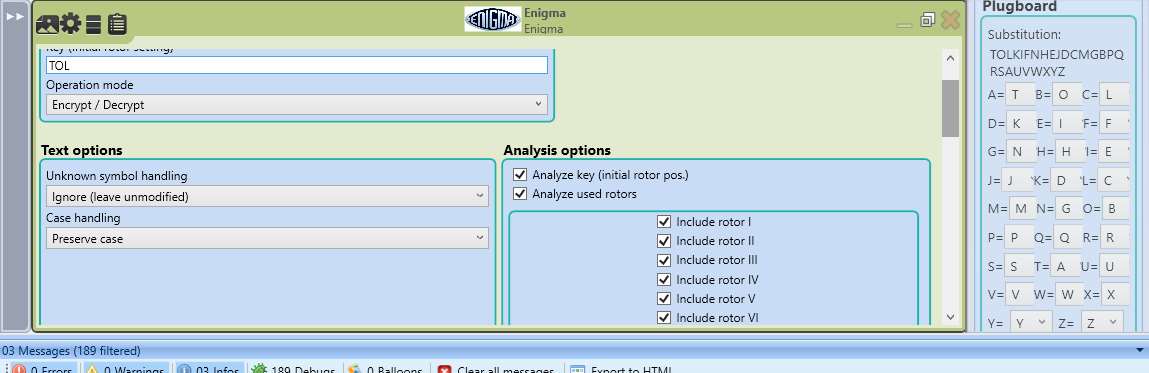 ENIGMA
Enigma
Enigma
Key (initial rotor setting)
TOL
Operation mode
Encrypt / Decrypt
Text options
Unknown symbol handling
Ignore (leave unmodified)
Case handling
Preserve case
Analysis options
Analyze key (initial rotor pos.)
Analyze used rotors
Include rotor I
Include rotor II
Include rotor III
Include rotor IV
Include rotor V
Include rotor VI
Plugboard
Substitution:
TOLKIFNHEJDCMGBPQ
RSAUVWXYZ
A= T B= O C= L
D= K E= I F= F
G= N H= H I= E
J= J K= D L= C
M= M N= G O= B
P= P Q= Q R= R
S= S T= A U= U
V= V W= W X= X
Y= Y Z= Z
03 Messages (189 filtered)
0 Errors 0 Warnings 03 Infos 189 Debugs 0 Balloons Clear all messages Export to HTML